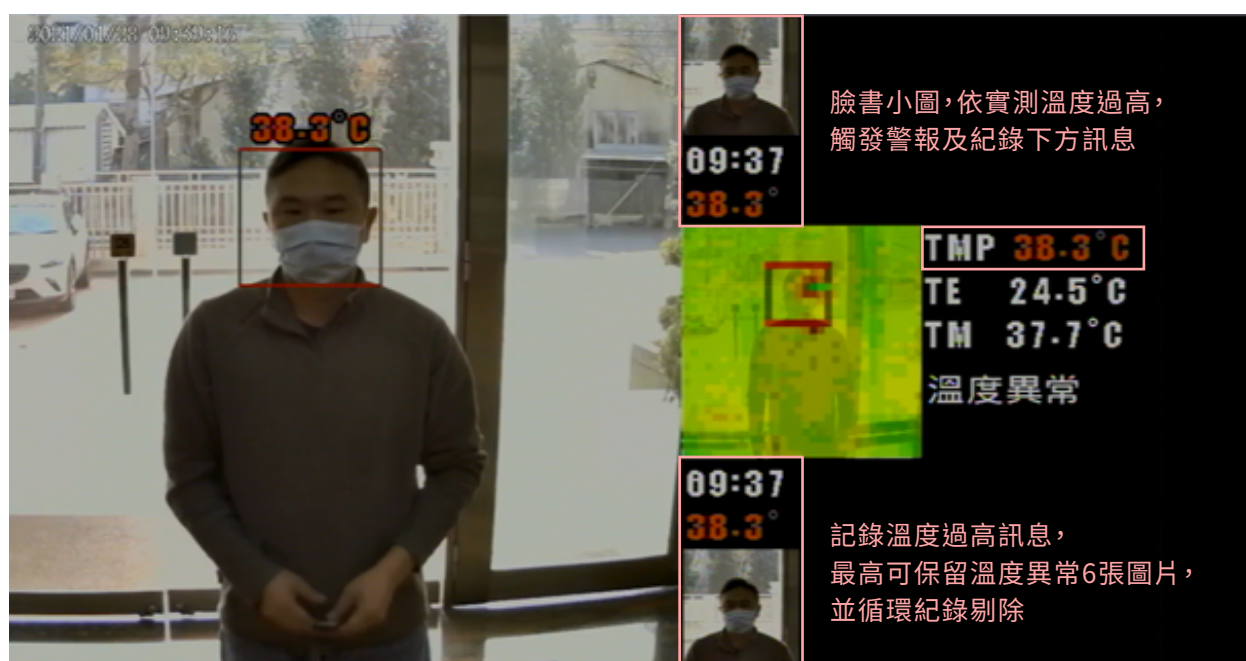 38.3°C
09:37
38.3°
臉書小圖，依實測溫度過高，
觸發警報及紀錄下方訊息
TMP 38.3°C
TE 24.5°C
TM 37.7°C
溫度異常
09:37
38.3°
記錄溫度過高訊息，
最高可保留溫度異常6張圖片，
並循環紀錄剔除